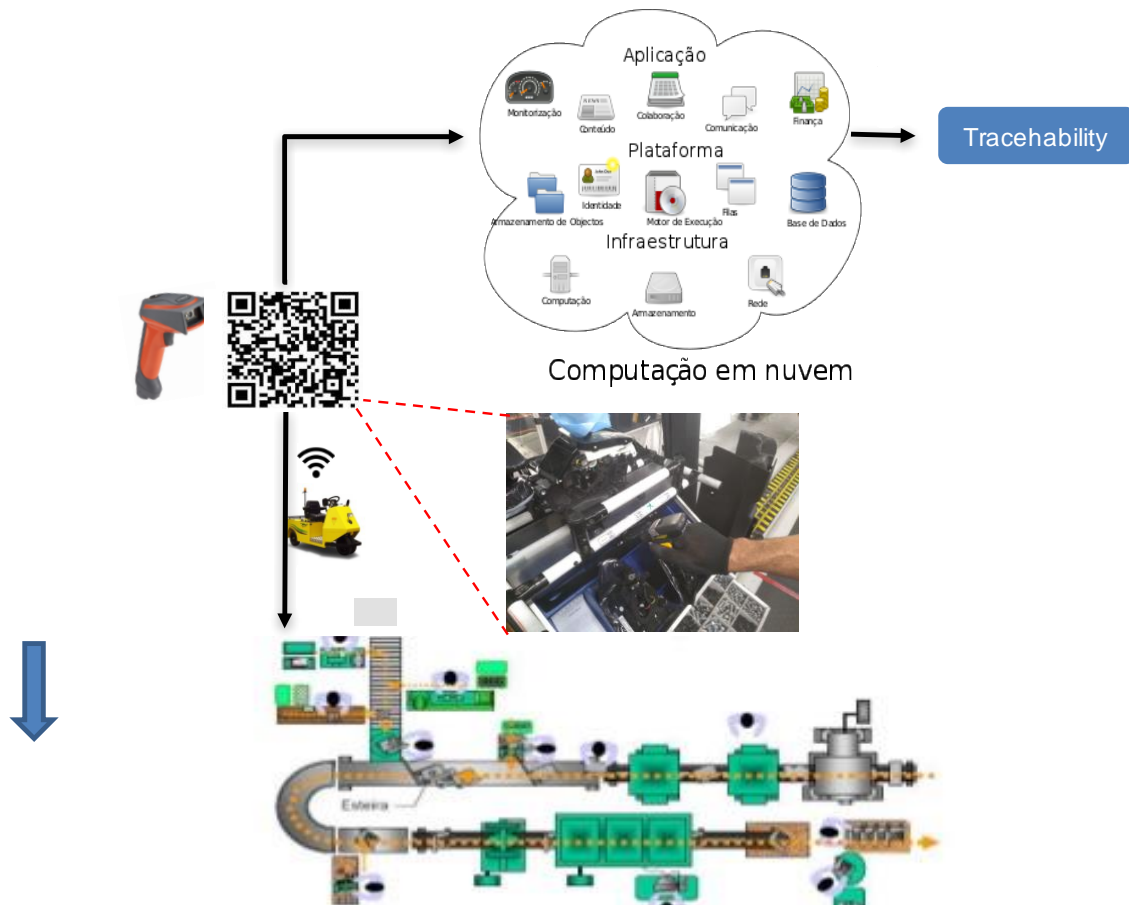 Aplicação
Monitorização
Conteúdo
Colaboração
Comunicação
Finança
Tracehability
Plataforma
Armazenamento de Objectos
Identidade
Motor de Execução
Filas
Base de Dados
Infraestrutura
Computação
Armazenamento
Rede
Computação em nuvem
Esteira